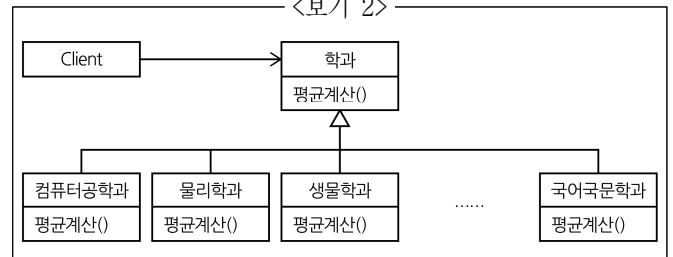 <보기 2>
Client
학과
평균계산()
컴퓨터공학과
물리학과
생물학과
......
국어국문학과
평균계산()
평균계산()
평균계산()
평균계산()